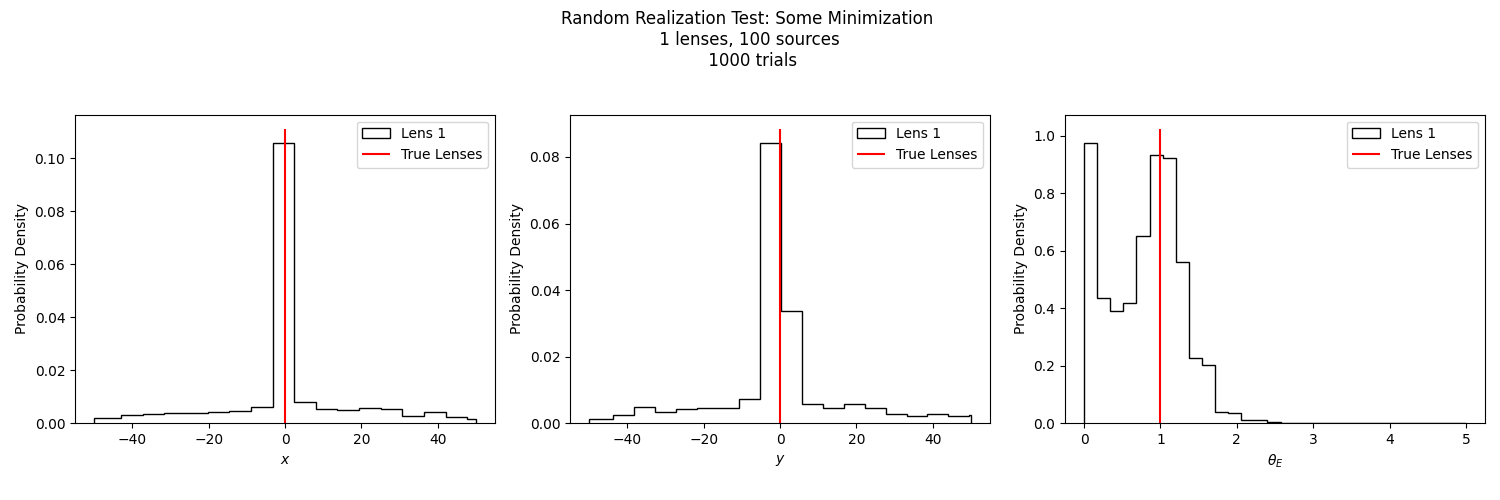 Random Realization Test: Some Minimization
1 lenses, 100 sources
1000 trials
Probability Density
0.10
0.08
0.06
0.04
0.02
0.00
−40
−20
0
20
40
x
Lens 1
True Lenses
Probability Density
0.08
0.06
0.04
0.02
0.00
−40
−20
0
20
40
y
Lens 1
True Lenses
Probability Density
1.0
0.8
0.6
0.4
0.2
0.0
0
1
2
3
4
5
θ_E
Lens 1
True Lenses